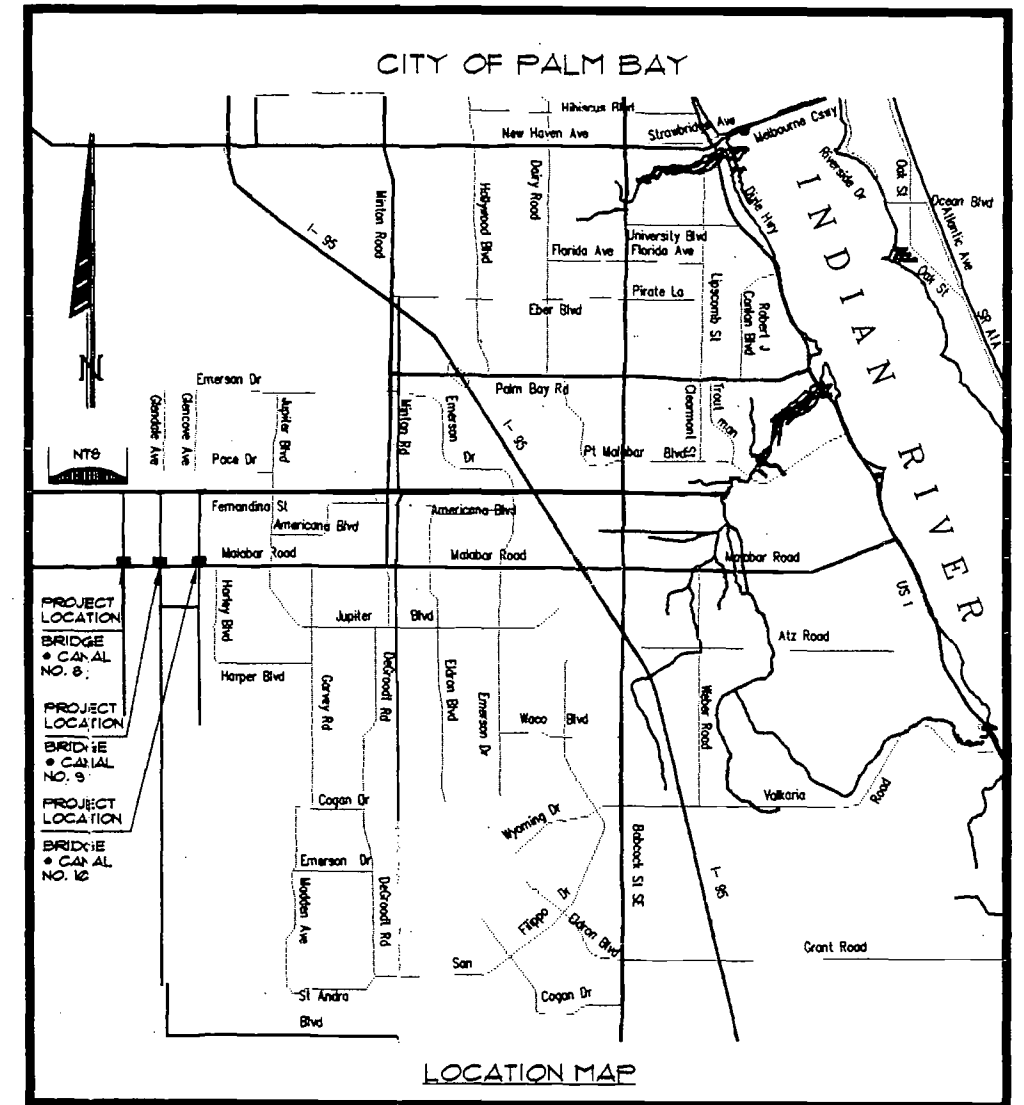 CITY OF PALM BAY
Hibiscus Blvd
New Haven Ave
Strawbridge Ave
Melbourne Cswy
Riverside Dr
Oak St
Ocean Blvd
Atlantic Ave
Oak St
SR A1A
I- 95
Minton Road
Hollywood Blvd
Dairy Road
Dixie Hwy
University Blvd
Florida Ave
Florida Ave
Pirate La
Eber Blvd
Lipscomb St
Robert J
Conlan Blvd
INDIAN RIVER
N
NTS
Emerson Dr
Glendale Ave
Glencove Ave
Jupiter Blvd
Pace Dr
Minton Rd
Palm Bay Rd
Emerson
Dr
I- 95
Clearmont St
Trout
man
Pt Malabar
Blvd
Fernandina St
Americana Blvd
Americana Blvd
Malabar Road
Malabar Road
Malabar Road
US 1
PROJECT
LOCATION
BRIDGE
• CANAL
NO. 8
PROJECT
LOCATION
BRIDGE
• CANAL
NO. 9
PROJECT
LOCATION
BRIDGE
• CANAL
NO. 10
Harley Blvd
Jupiter
Blvd
Harper Blvd
Garvey Rd
DeGroodt Rd
Eldron Blvd
Emerson Dr
Waco
Blvd
Atz Road
Weber Road
Valkaria
Road
Cogan Dr
Wyoming Dr
Babcock St SE
I- 95
Emerson Dr
Madden Ave
DeGroodt Rd
Filippo
Dr
Eldron Blvd
San
Grant Road
St Andra
Blvd
Cogan Dr
LOCATION MAP